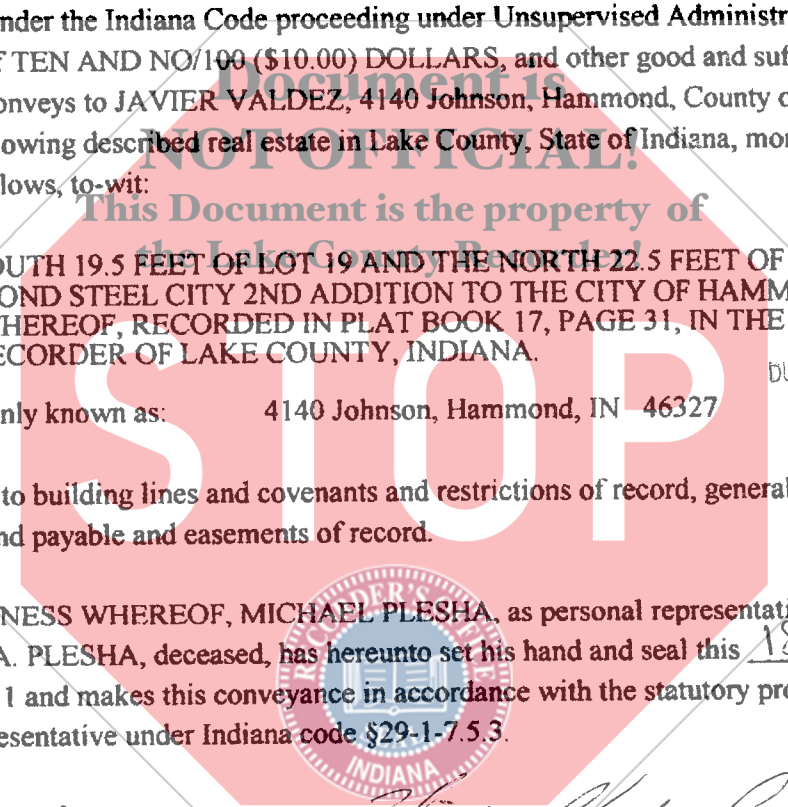 nder the Indiana Code proceeding under Unsupervised Administr
F TEN AND NO/100 ($10.00) DOLLARS, and other good and suf
onveys to JAVIER VALDEZ, 4140 Johnson, Hammond, County o
owing described real estate in Lake County, State of Indiana, mor
llows, to-wit:
Document is
NOT OFFICIAL!
This Document is the property of
the Lake County Recorder!
OUTH 19.5 FEET OF LOT 19 AND THE NORTH 22.5 FEET OF
OND STEEL CITY 2ND ADDITION TO THE CITY OF HAMM
THEREOF, RECORDED IN PLAT BOOK 17, PAGE 31, IN THE
ECORDER OF LAKE COUNTY, INDIANA.
DU
nly known as: 4140 Johnson, Hammond, IN 46327
STOP
to building lines and covenants and restrictions of record, general
nd payable and easements of record.
NESS WHEREOF, MICHAEL PLESHA, as personal representati
A. PLESHA, deceased, has hereunto set his hand and seal this 18
1 and makes this conveyance in accordance with the statutory pro
esentative under Indiana code §29-1-7.5.3.
RECORDER'S OFFICE
INDIANA